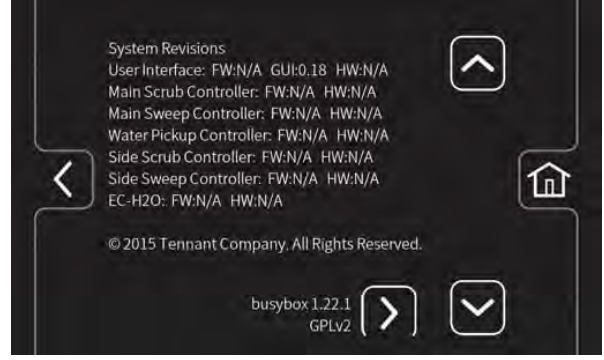 System Revisions
User Interface: FW:N/A GUI:0.18 HW:N/A
Main Scrub Controller: FW:N/A HW:N/A
Main Sweep Controller: FW:N/A HW:N/A
Water Pickup Controller: FW:N/A HW:N/A
Side Scrub Controller: FW:N/A HW:N/A
Side Sweep Controller: FW:N/A HW:N/A
EC-H2O: FW:N/A HW:N/A
© 2015 Tennant Company, All Rights Reserved.
busybox 1.22.1
GPLv2